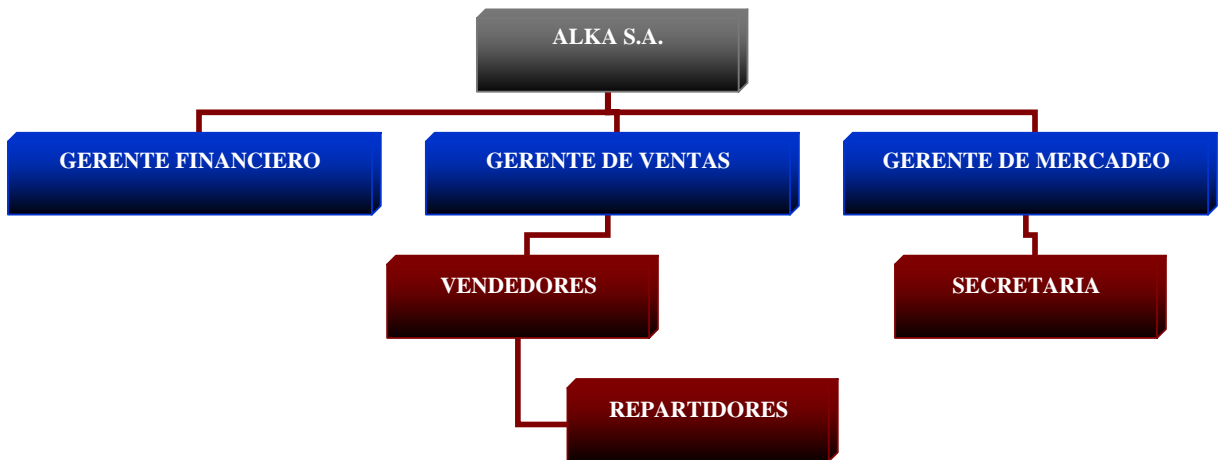 ALKA S.A.
GERENTE FINANCIERO
GERENTE DE VENTAS
GERENTE DE MERCADEO
VENDEDORES
SECRETARIA
REPARTIDORES